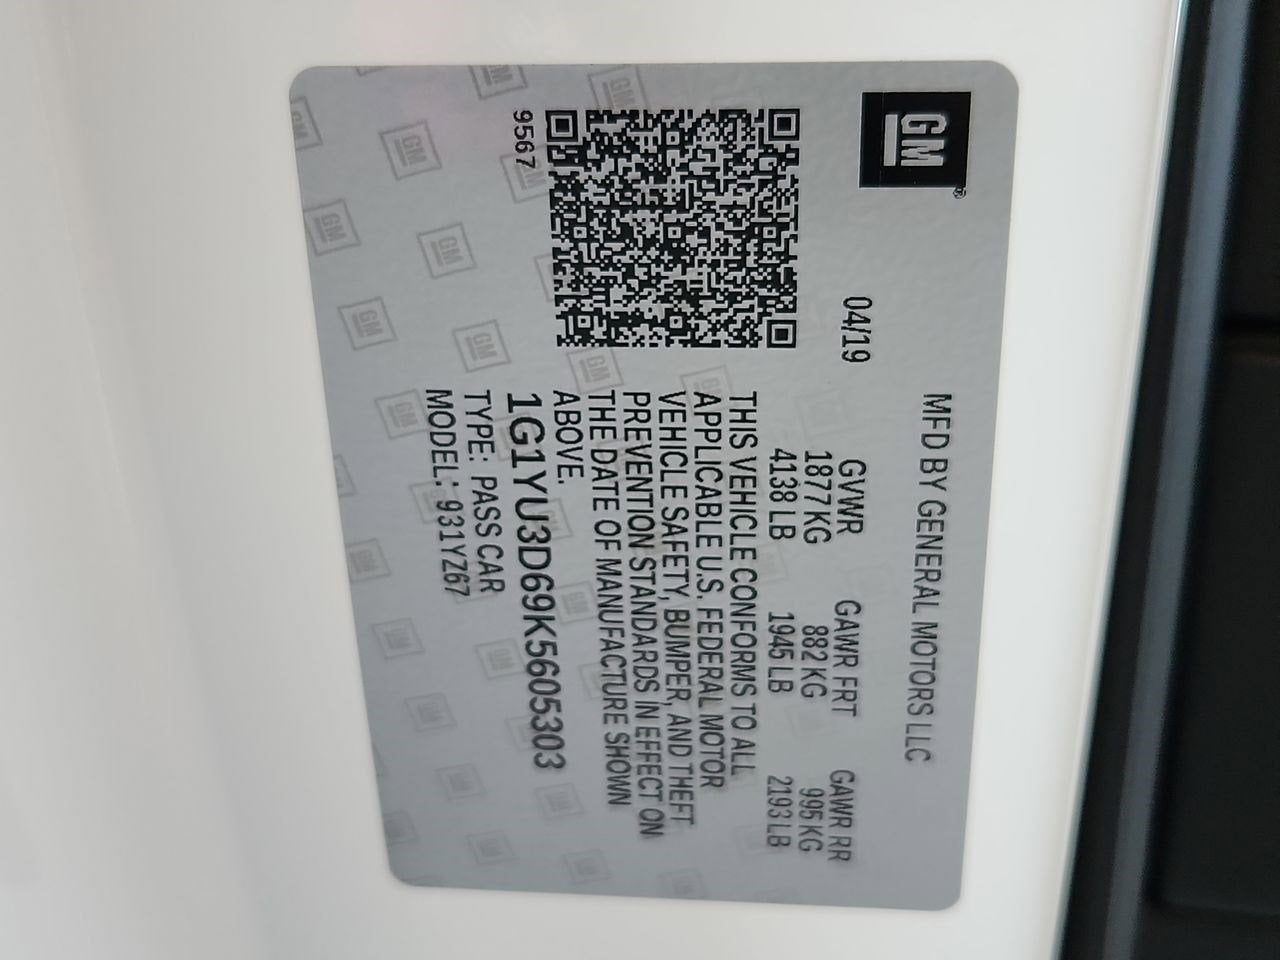 GM
MFD BY GENERAL MOTORS LLC
04/19
GVWR GAWR FRT GAWR RR
1877 KG 882 KG 995 KG
4138 LB 1945 LB 2193 LB
THIS VEHICLE CONFORMS TO ALL
APPLICABLE U.S. FEDERAL MOTOR
VEHICLE SAFETY, BUMPER, AND THEFT
PREVENTION STANDARDS IN EFFECT ON
THE DATE OF MANUFACTURE SHOWN
ABOVE.
1G1YU3D69K5605303
TYPE: PASS CAR
MODEL: 931YZ67
9567